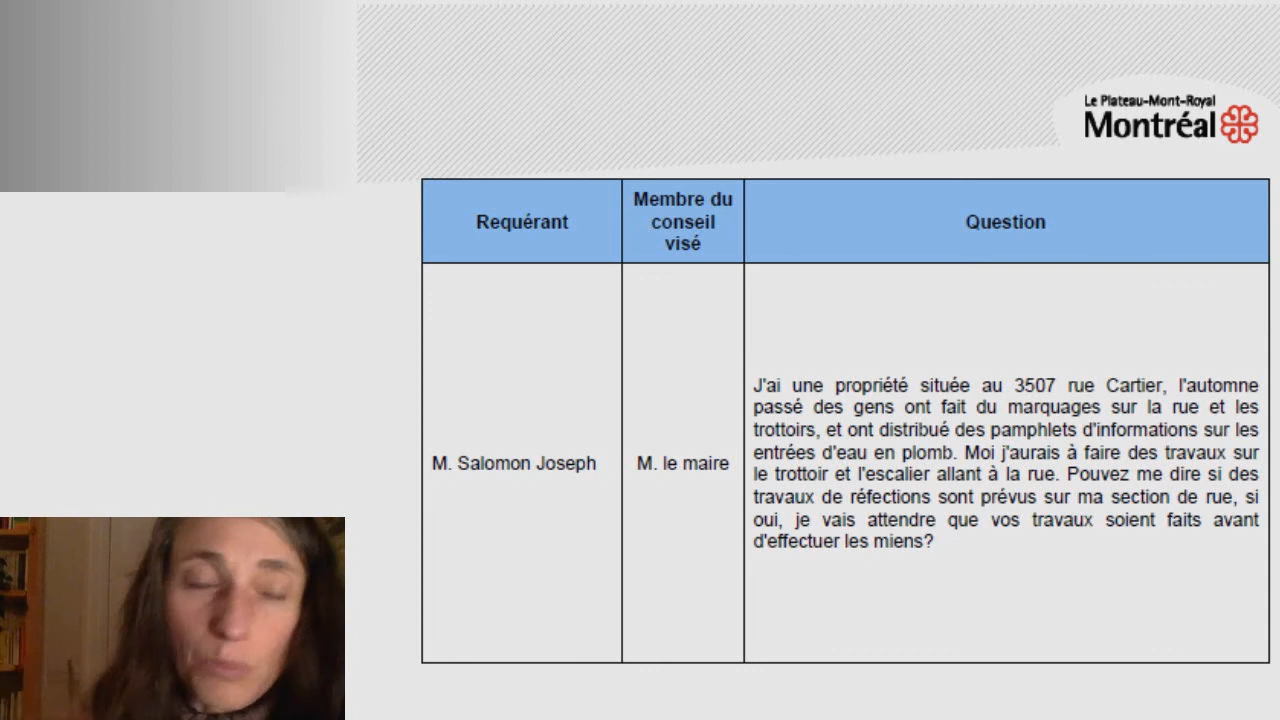 Le Plateau-Mont-Royal
Montréal
Requérant
Membre du
conseil
visé
Question
M. Salomon Joseph
M. le maire
J'ai une propriété située au 3507 rue Cartier, l'automne
passé des gens ont fait du marquages sur la rue et les
trottoirs, et ont distribué des pamphlets d'informations sur les
entrées d'eau en plomb. Moi j'aurais à faire des travaux sur
le trottoir et l'escalier allant à la rue. Pouvez me dire si des
travaux de réfections sont prévus sur ma section de rue, si
oui, je vais attendre que vos travaux soient faits avant
d'effectuer les miens?